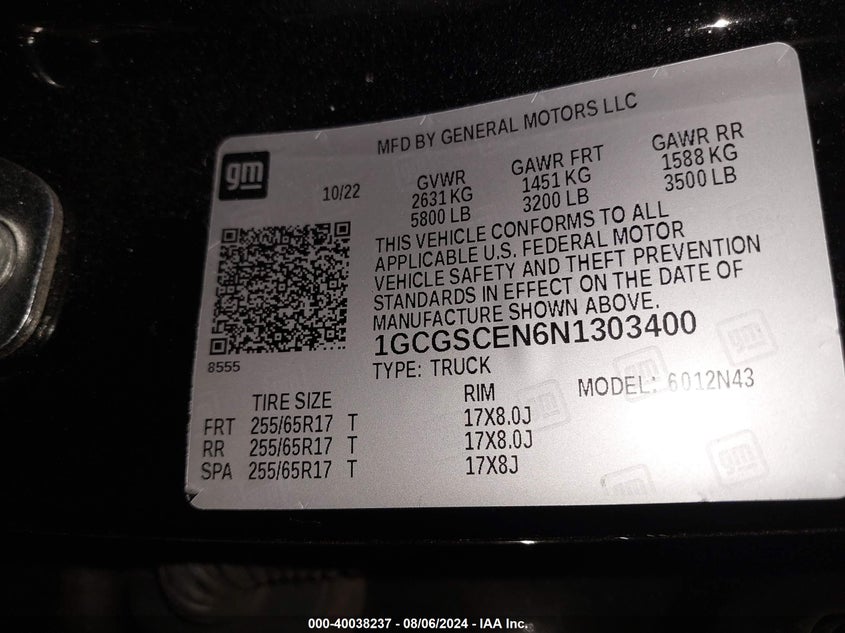 MFD BY GENERAL MOTORS LLC
gm
10/22
GVWR GAWR FRT GAWR RR
2631 KG 1451 KG 1588 KG
5800 LB 3200 LB 3500 LB
THIS VEHICLE CONFORMS TO ALL
APPLICABLE U.S. FEDERAL MOTOR
VEHICLE SAFETY AND THEFT PREVENTION
STANDARDS IN EFFECT ON THE DATE OF
MANUFACTURE SHOWN ABOVE.
1GCGSCEN6N1303400
8555
TYPE: TRUCK
MODEL: 6012N43
TIRE SIZE RIM
FRT 255/65R17 T 17X8.0J
RR 255/65R17 T 17X8.0J
SPA 255/65R17 T 17X8J
000-40038237 - 08/06/2024 - IAA Inc.